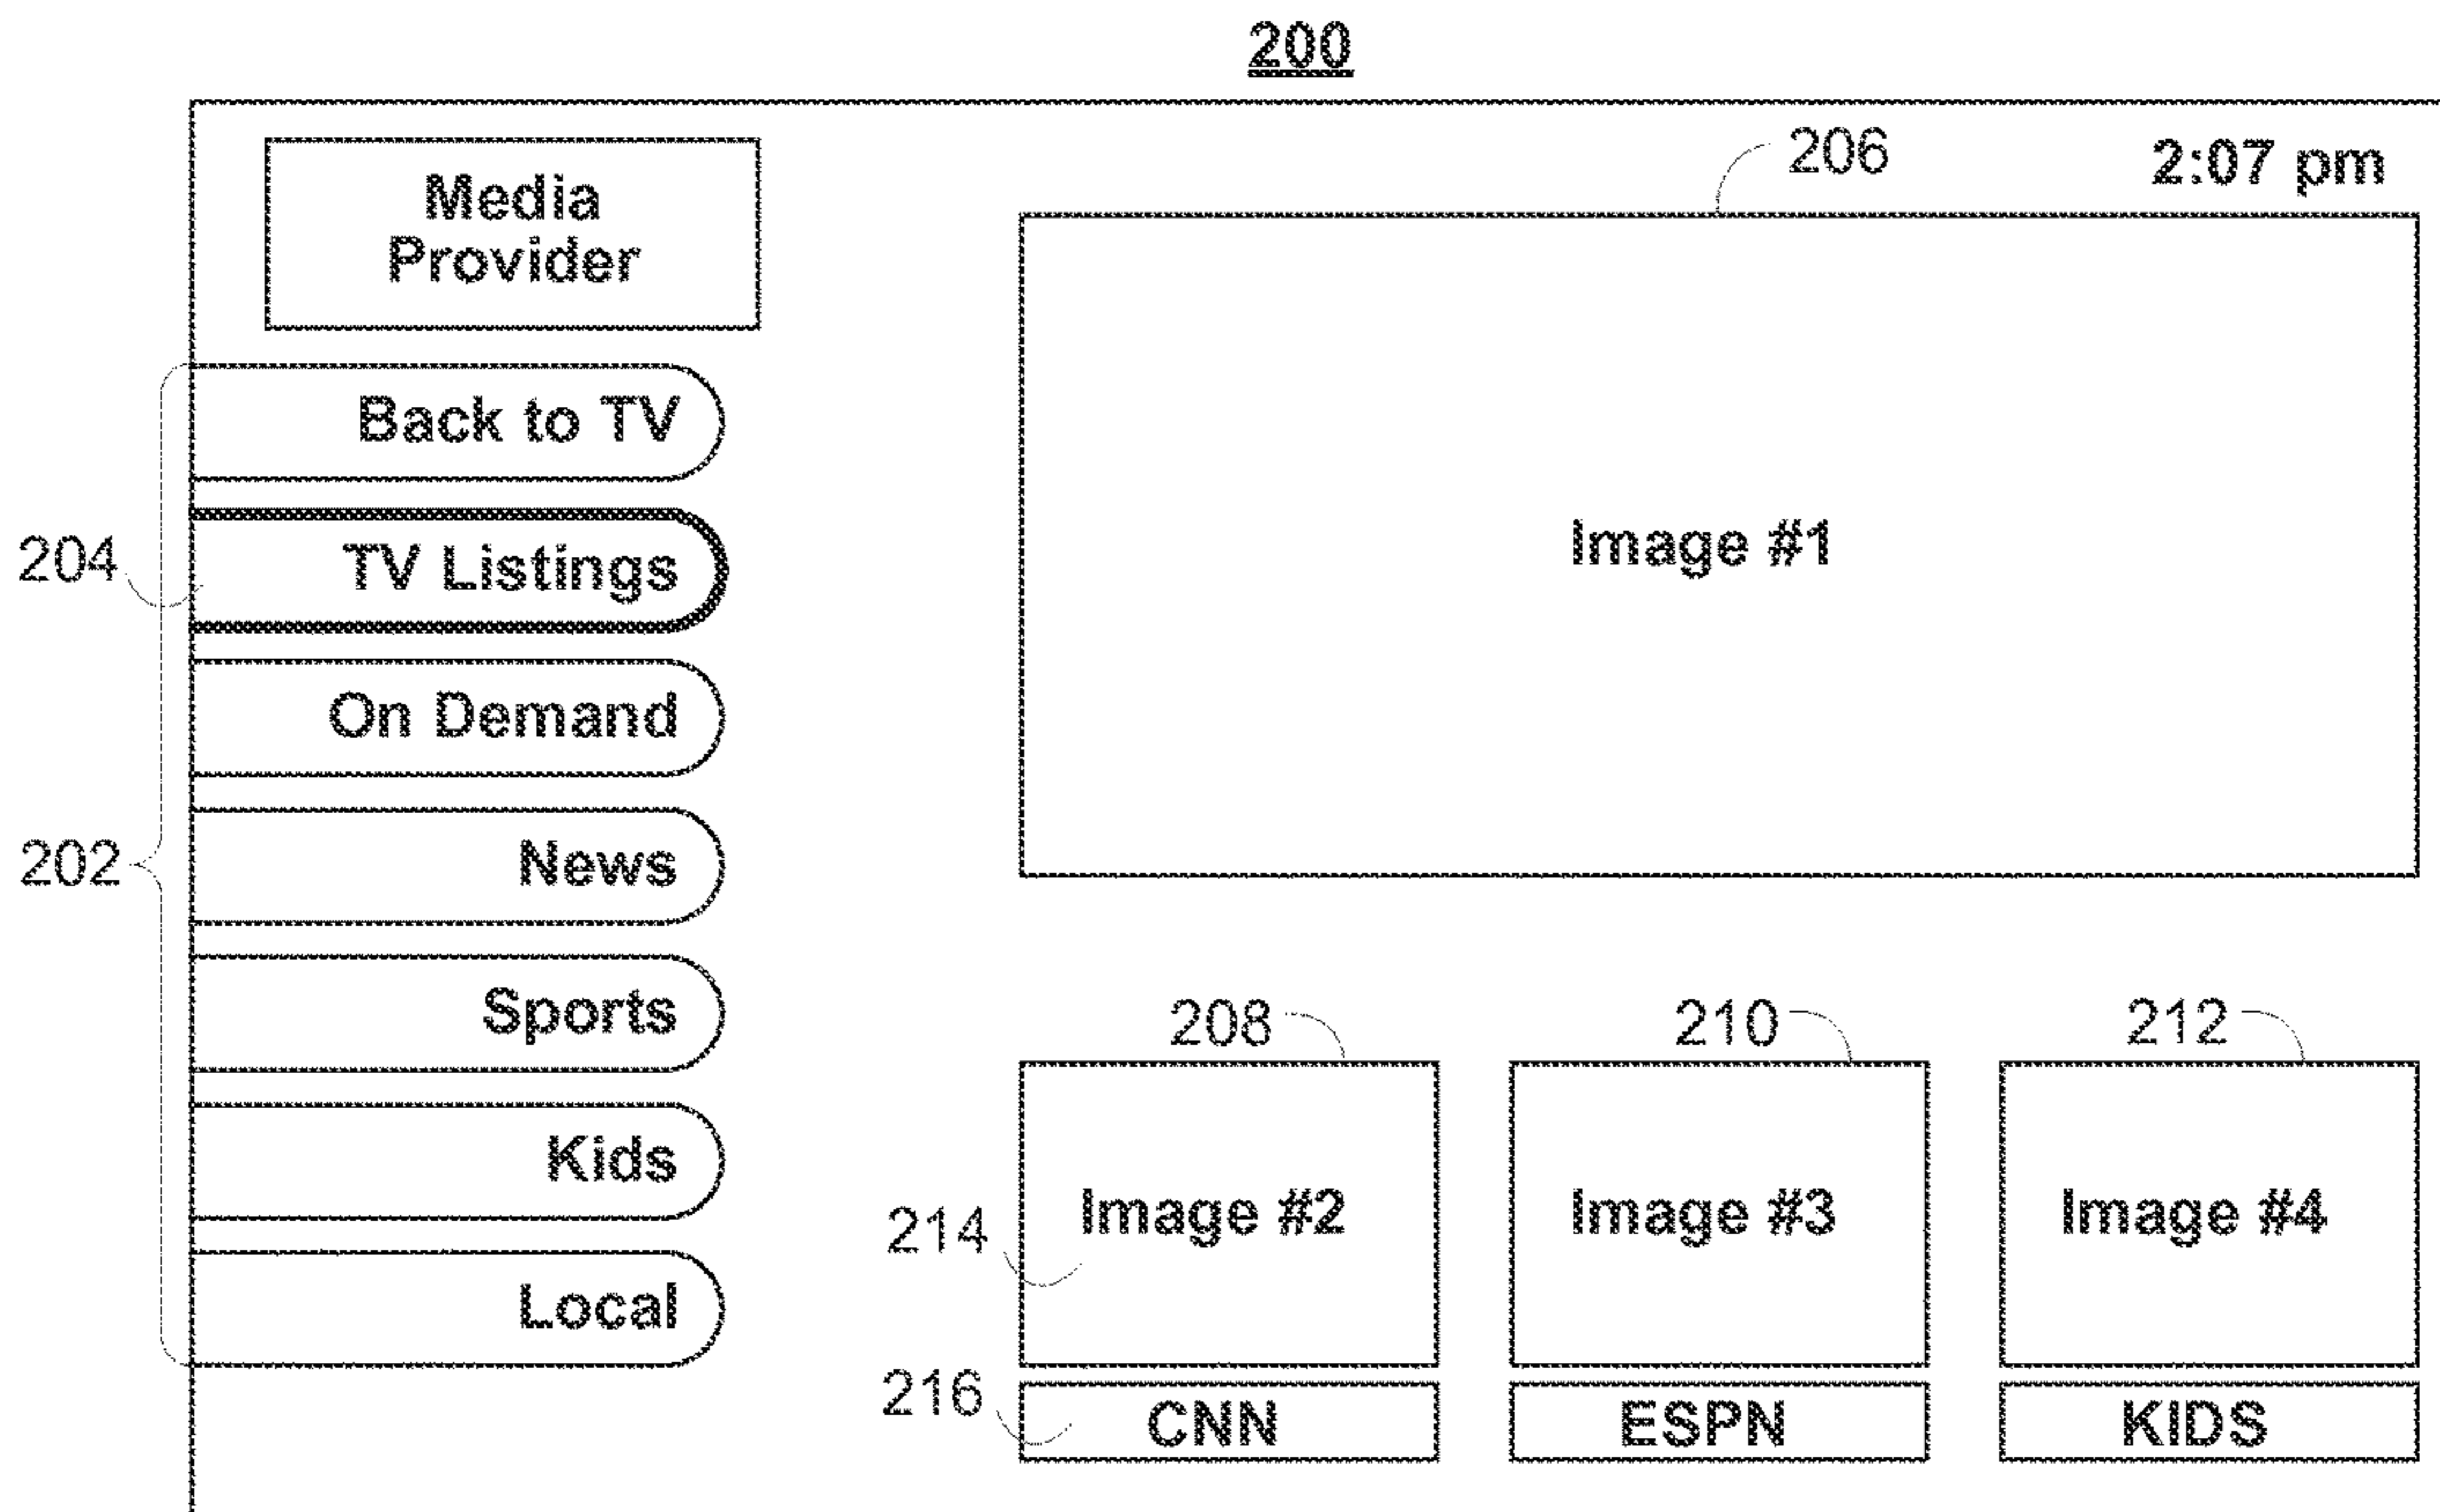 200
206
2:07 pm
Media
Provider
Back to TV
204
TV Listings
Image #1
On Demand
202
News
Sports
208
210
212
Kids
214
Image #2
Image #3
Image #4
Local
216
CNN
ESPN
KIDS